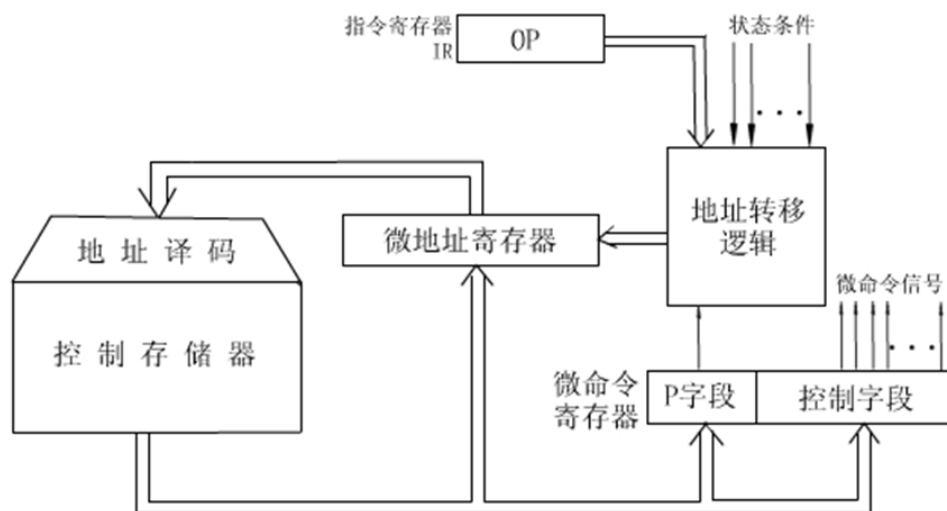 指令寄存器
IR
OP
状态条件
地址转移
逻辑
微地址寄存器
地址译码
控制存储器
微命令信号
微命令
寄存器
P字段
控制字段